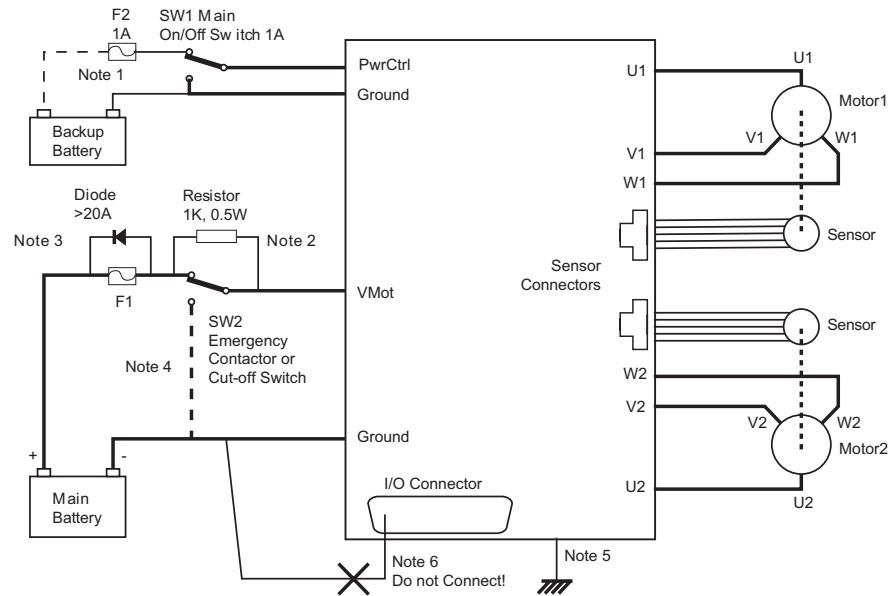 F2
1A
SW1 Main
On/Off Switch 1A
Note 1
PwrCtrl
Ground
Backup
Battery
Diode
>20A
Resistor
1K, 0.5W
Note 3
Note 2
F1
VMot
SW2
Emergency
Contactor or
Cut-off Switch
Note 4
Ground
+
-
Main
Battery
I/O Connector
Note 6
Do not Connect!
Note 5
U1
U1
Motor1
V1
W1
V1
W1
Sensor
Sensor
Connectors
Sensor
W2
V2
V2
W2
Motor2
U2
U2